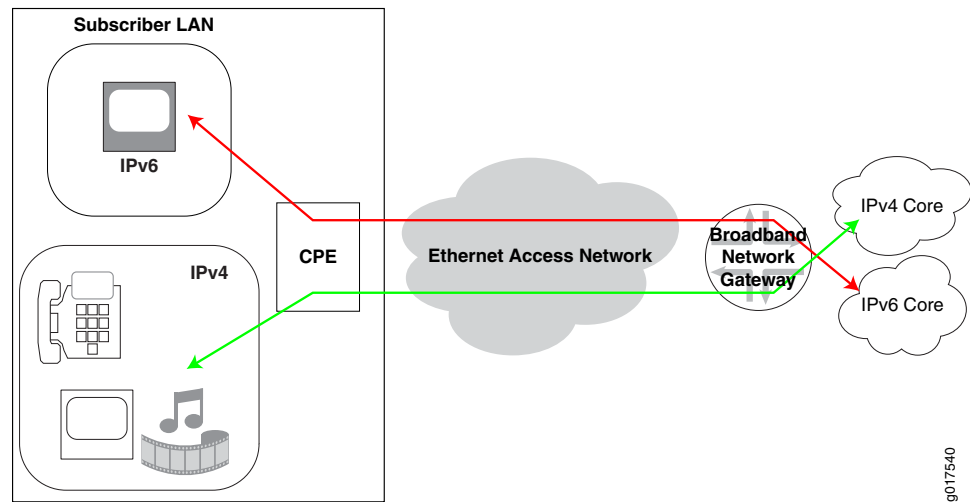 Subscriber LAN
IPv6
IPv4
CPE
Ethernet Access Network
Broadband
Network
Gateway
IPv4 Core
IPv6 Core
g017540